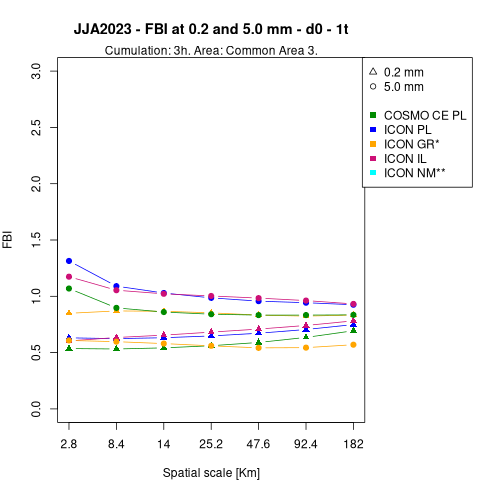 JJA2023 - FBI at 0.2 and 5.0 mm - d0 - 1t
Cumulation: 3h. Area: Common Area 3.
0.2 mm
5.0 mm
COSMO CE PL
ICON PL
ICON GR*
ICON IL
ICON NM**
FBI
3.0
2.5
2.0
1.5
1.0
0.5
0.0
2.8 8.4 14 25.2 47.6 92.4 182
Spatial scale [Km]